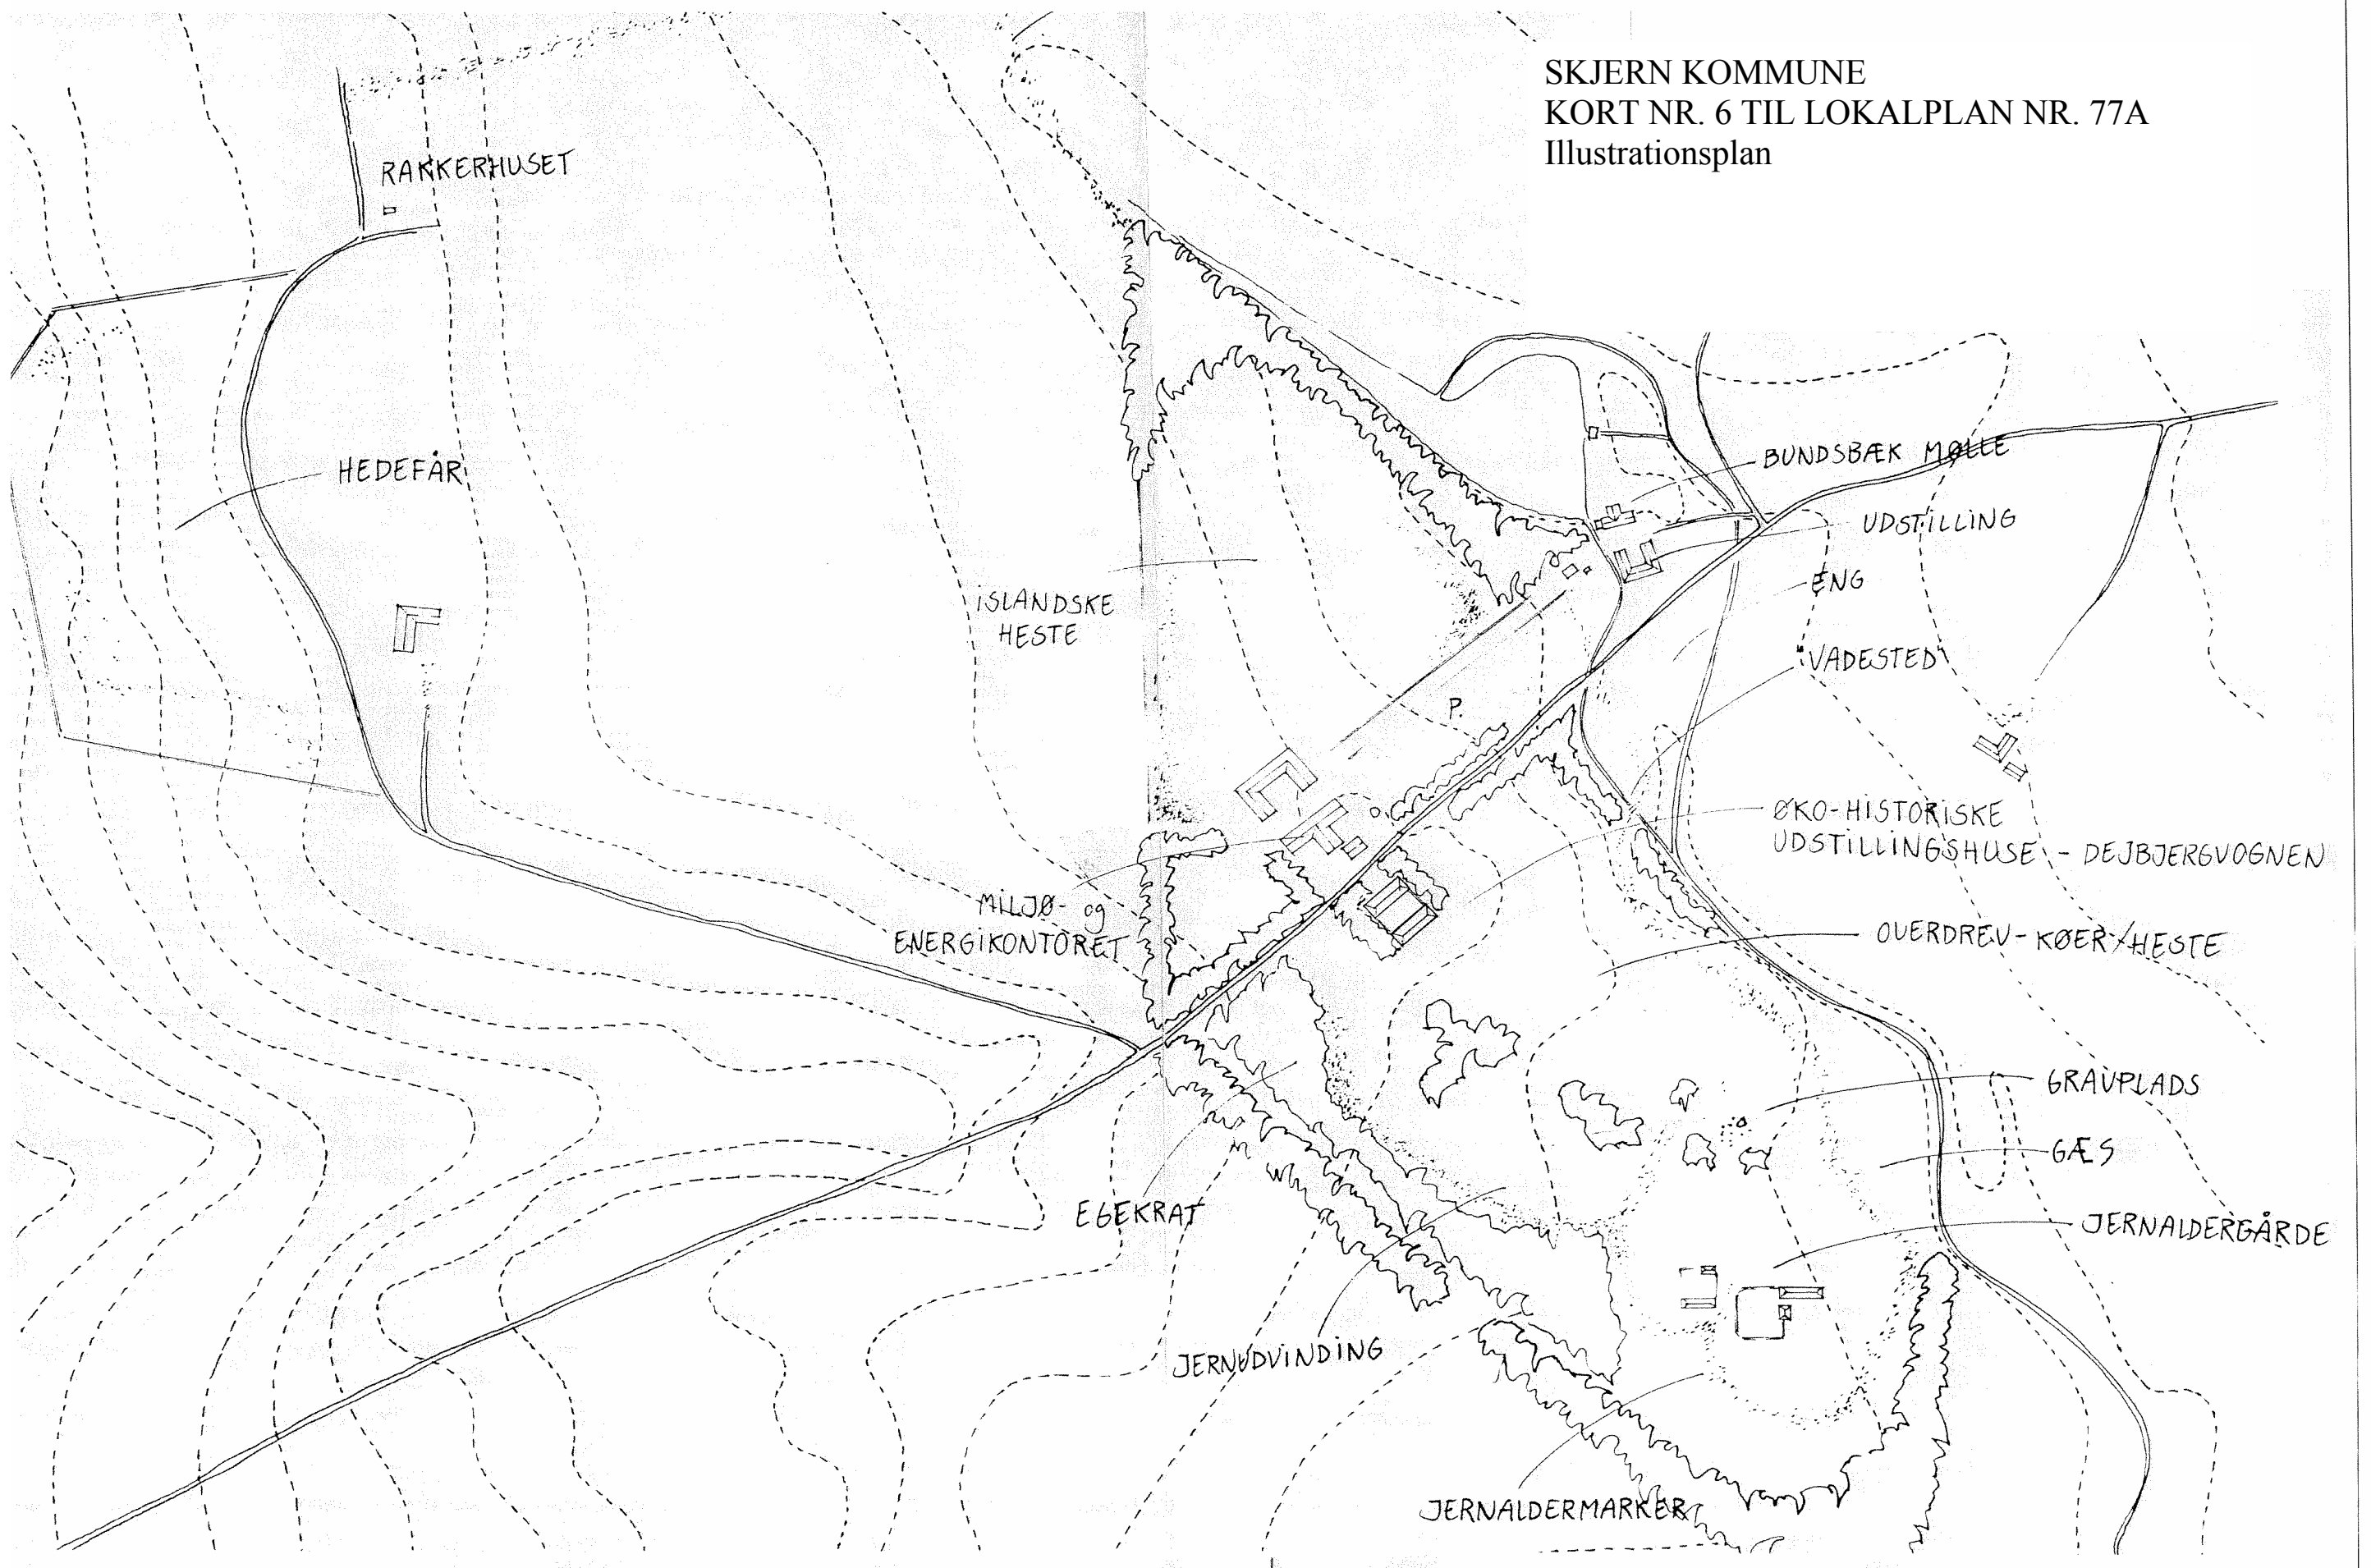 SKJERN KOMMUNE
KORT NR. 6 TIL LOKALPLAN NR. 77A
Illustrationsplan
RAKKERHUSET
HEDEFÅR
BUNDSBÆK MØLLE
UDSTILLING
ENG
ISLANDSKE
HESTE
"VADESTED"
P.
ØKO-HISTORISKE
UDSTILLINGSHUSE - DEJBJERGVOGNEN
MILJØ- og
ENERGIKONTORET
OVERDREV - KØER/HESTE
GRAVPLADS
GÆS
EGEKRAT
JERNALDERGÅRDE
JERNUDVINDING
JERNALDERMARKER